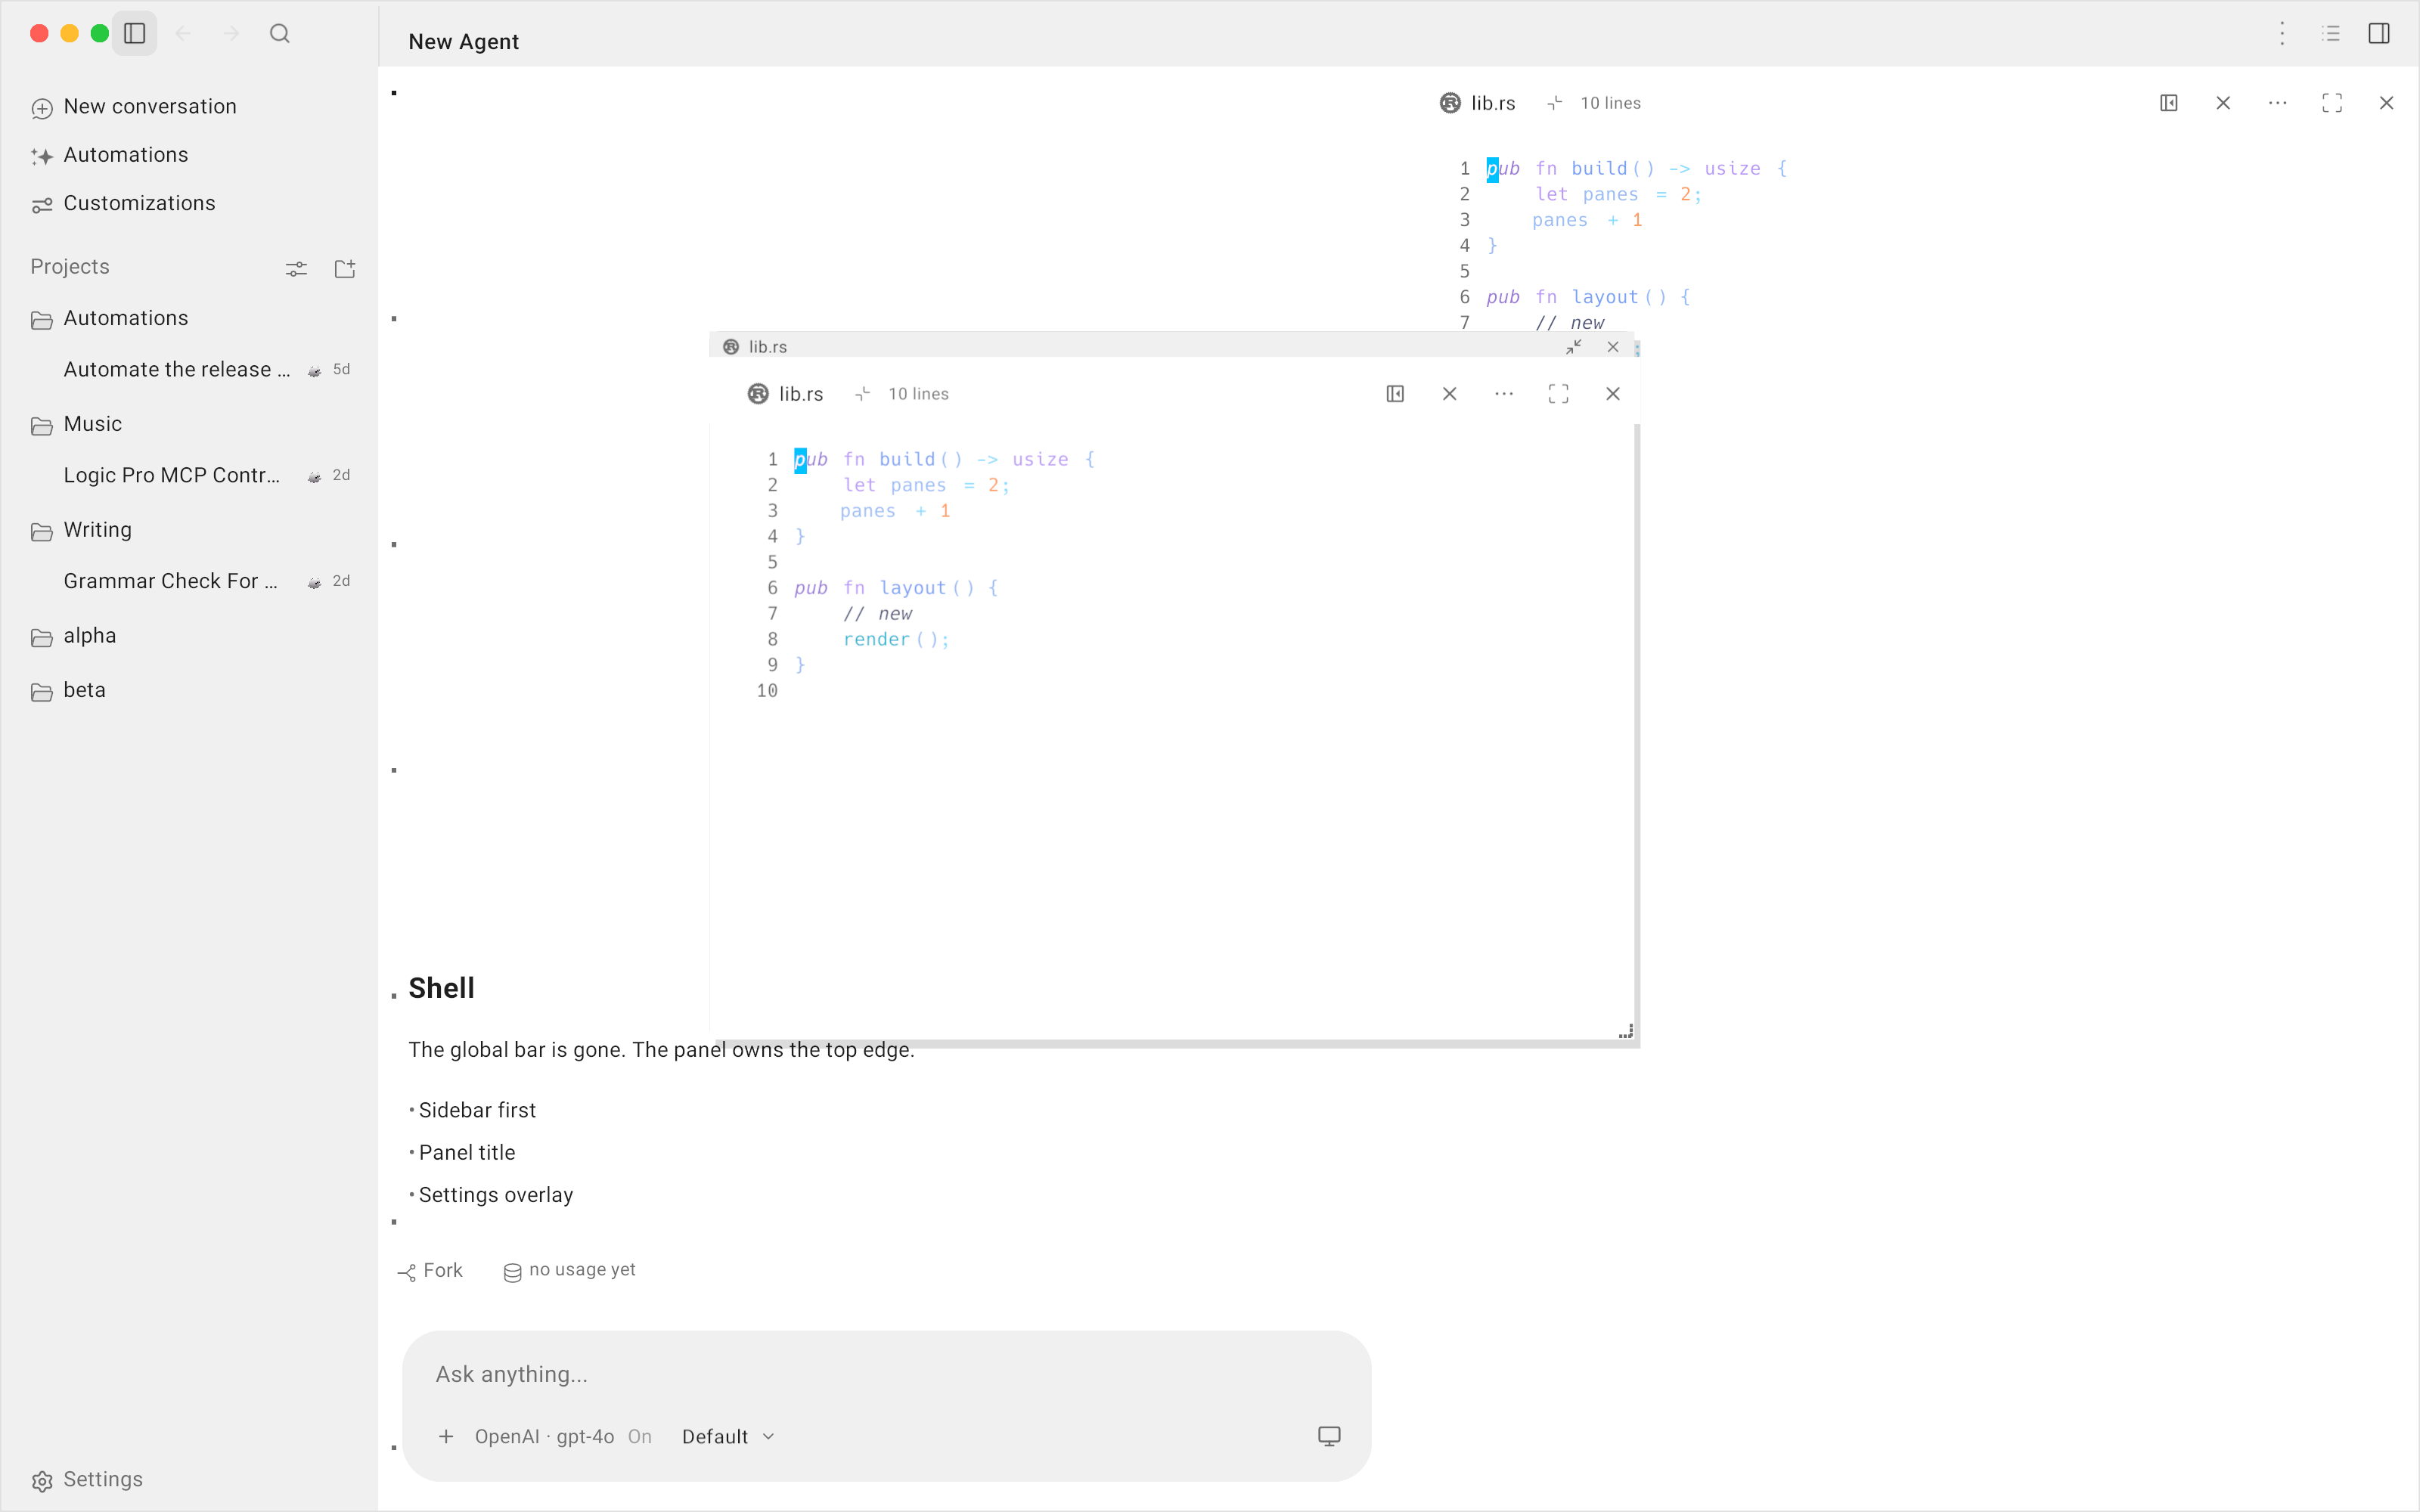 New Agent
New conversation
Automations
Customizations
Projects
Automations
Automate the release ... 5d
Music
Logic Pro MCP Contr... 2d
Writing
Grammar Check For ... 2d
alpha
beta
Settings
lib.rs 10 lines
1 pub fn build() -> usize {
2 let panes = 2;
3 panes + 1
4 }
5
6 pub fn layout() {
7 // new
lib.rs
lib.rs 10 lines
1 pub fn build() -> usize {
2 let panes = 2;
3 panes + 1
4 }
5
6 pub fn layout() {
7 // new
8 render();
9 }
10
Shell
The global bar is gone. The panel owns the top edge.
• Sidebar first
• Panel title
• Settings overlay
Fork no usage yet
Ask anything...
OpenAI · gpt-4o On Default